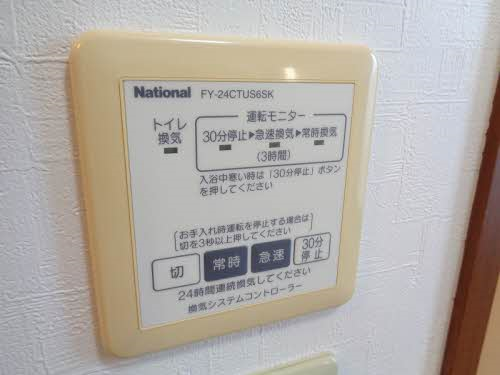 National FY-24CTUS6SK
運転モニター
トイレ
換気
30分停止▶急速換気▶常時換気
(3時間)
入浴中寒い時は「30分停止」ボタン
を押してください
お手入れ時運転を停止する場合は
切を3秒以上押してください
切 常時 急速 30分
停止
24時間連続換気してください
換気システムコントローラー